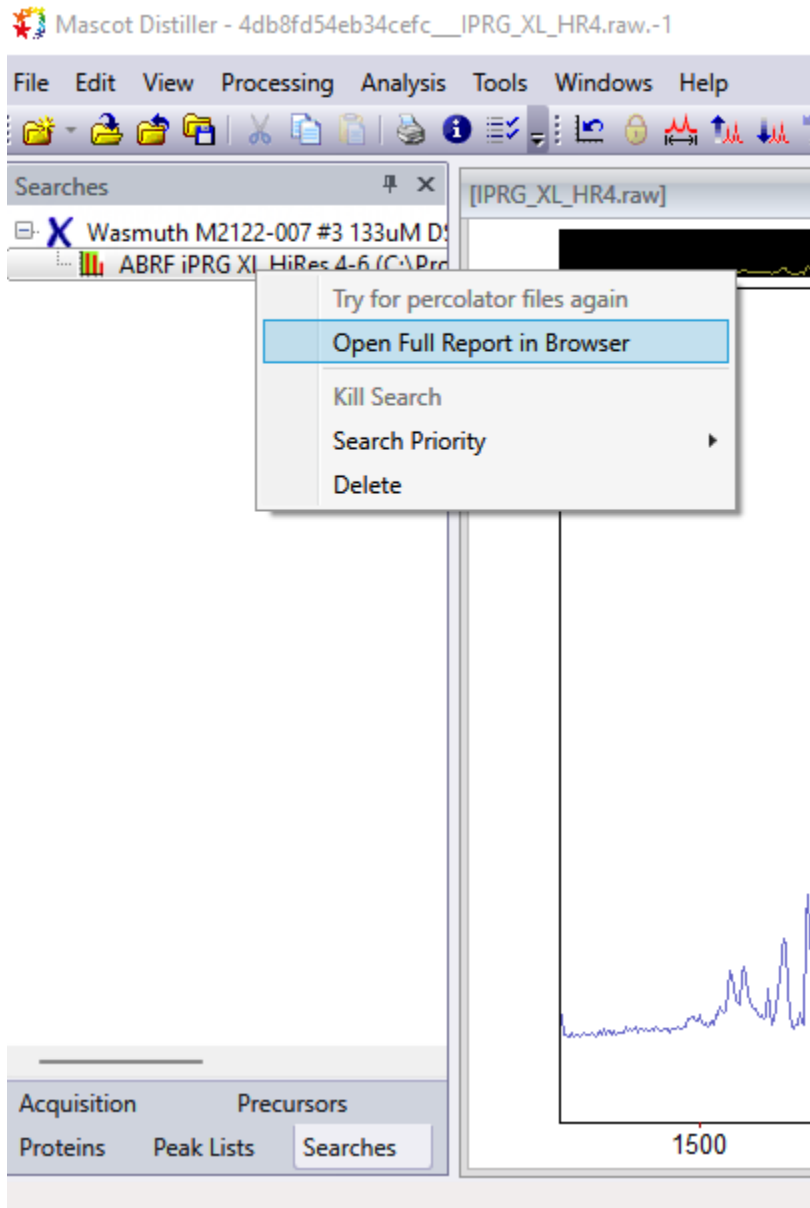 Mascot Distiller - 4db8fd54eb34cefc___IPRG_XL_HR4.raw.-1
File Edit View Processing Analysis Tools Windows Help
Searches
[IPRG_XL_HR4.raw]
Wasmuth M2122-007 #3 133uM
ABRF iPRG XL HiRes 4-6 (C:\Pro
Try for percolator files again
Open Full Report in Browser
Kill Search
Search Priority
Delete
Acquisition Precursors
Proteins Peak Lists Searches
1500